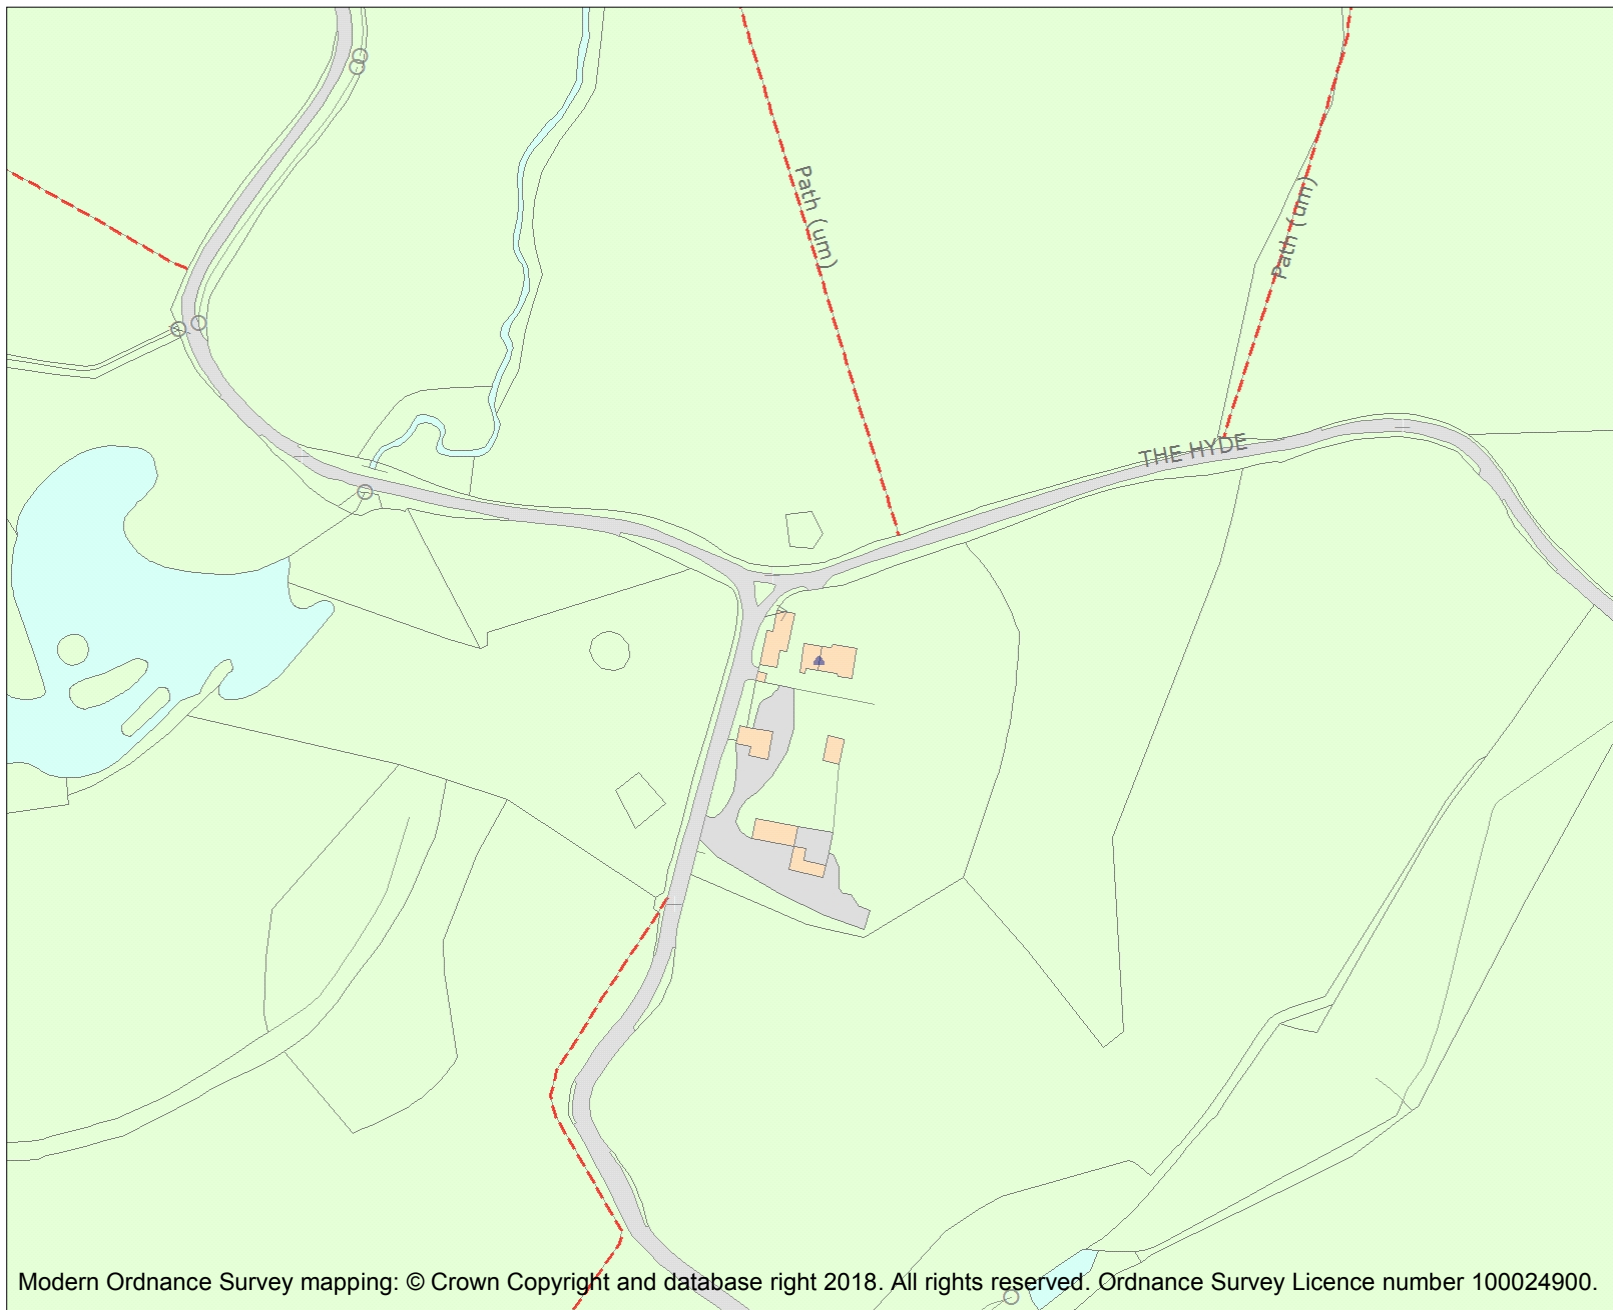 Path (um)
Path (um)
THE HYDE
Modern Ordnance Survey mapping: © Crown Copyright and database right 2018. All rights reserved. Ordnance Survey Licence number 100024900.